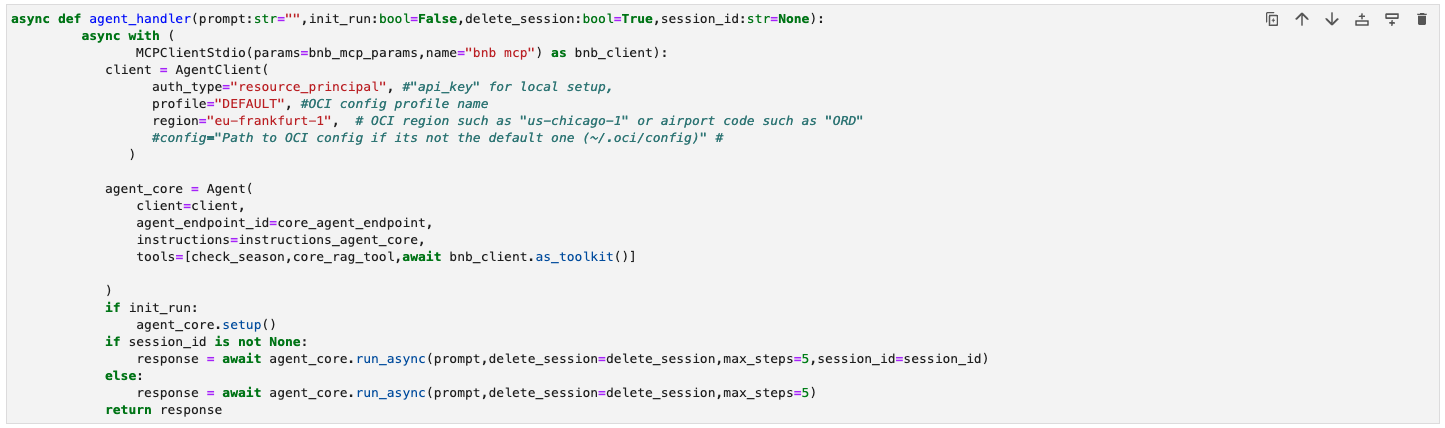 async def agent_handler(prompt:str="",init_run:bool=False,delete_session:bool=True,session_id:str=None):
async with (
MCPClientStdio(params=bnb_mcp_params,name="bnb mcp") as bnb_client):
client = AgentClient(
auth_type="resource_principal", #"api_key" for local setup,
profile="DEFAULT", #OCI config profile name
region="eu-frankfurt-1",  # OCI region such as "us-chicago-1" or airport code such as "ORD"
#config="Path to OCI config if its not the default one (~/.oci/config)" #
)
agent_core = Agent(
client=client,
agent_endpoint_id=core_agent_endpoint,
instructions=instructions_agent_core,
tools=[check_season,core_rag_tool,await bnb_client.as_toolkit()]
)
if init_run:
agent_core.setup()
if session_id is not None:
response = await agent_core.run_async(prompt,delete_session=delete_session,max_steps=5,session_id=session_id)
else:
response = await agent_core.run_async(prompt,delete_session=delete_session,max_steps=5)
return response